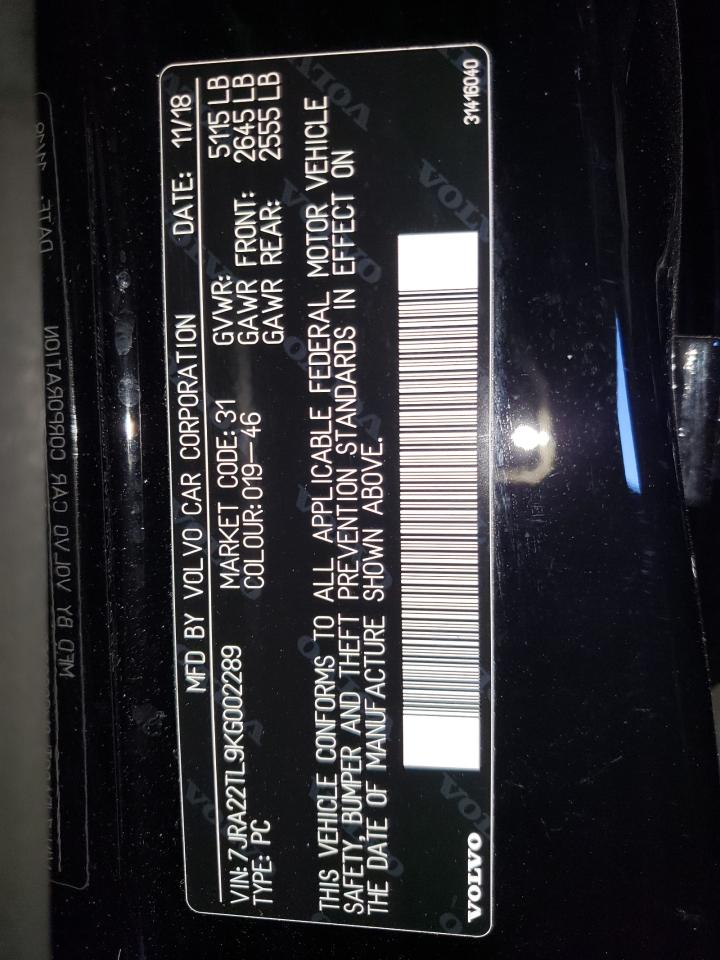 MFD BY VOLVO CAR CORPORATION DATE: 11/18
VIN: 7JRA22TL9KG002289 MARKET CODE: 31 GVWR: 5115 LB
TYPE: PC COLOUR: 019-46 GAWR FRONT: 2645 LB
GAWR REAR: 2555 LB
THIS VEHICLE CONFORMS TO ALL APPLICABLE FEDERAL MOTOR VEHICLE
SAFETY, BUMPER AND THEFT PREVENTION STANDARDS IN EFFECT ON
THE DATE OF MANUFACTURE SHOWN ABOVE.
VOLVO 31416040